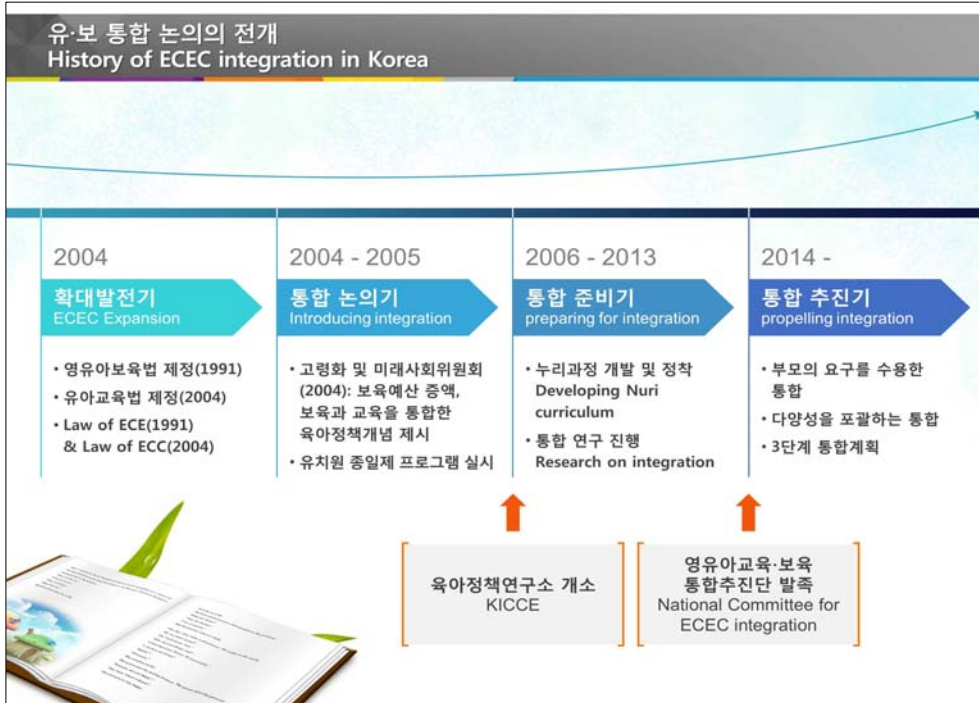 유·보 통합 논의의 전개
History of ECEC integration in Korea
2004
확대발전기
ECEC Expansion
• 영유아보육법 제정(1991)
• 유아교육법 제정(2004)
• Law of ECE(1991)
& Law of ECC(2004)
2004 - 2005
통합 논의기
Introducing integration
• 고령화 및 미래사회위원회
(2004): 보육예산 증액,
보육과 교육을 통합한
육아정책개념 제시
• 유치원 종일제 프로그램 실시
2006 - 2013
통합 준비기
preparing for integration
• 누리과정 개발 및 정착
Developing Nuri
curriculum
• 통합 연구 진행
Research on integration
2014 -
통합 추진기
propelling integration
• 부모의 요구를 수용한
통합
• 다양성을 포괄하는 통합
• 3단계 통합계획
육아정책연구소 개소
KICCE
영유아교육·보육
통합추진단 발족
National Committee for
ECEC integration